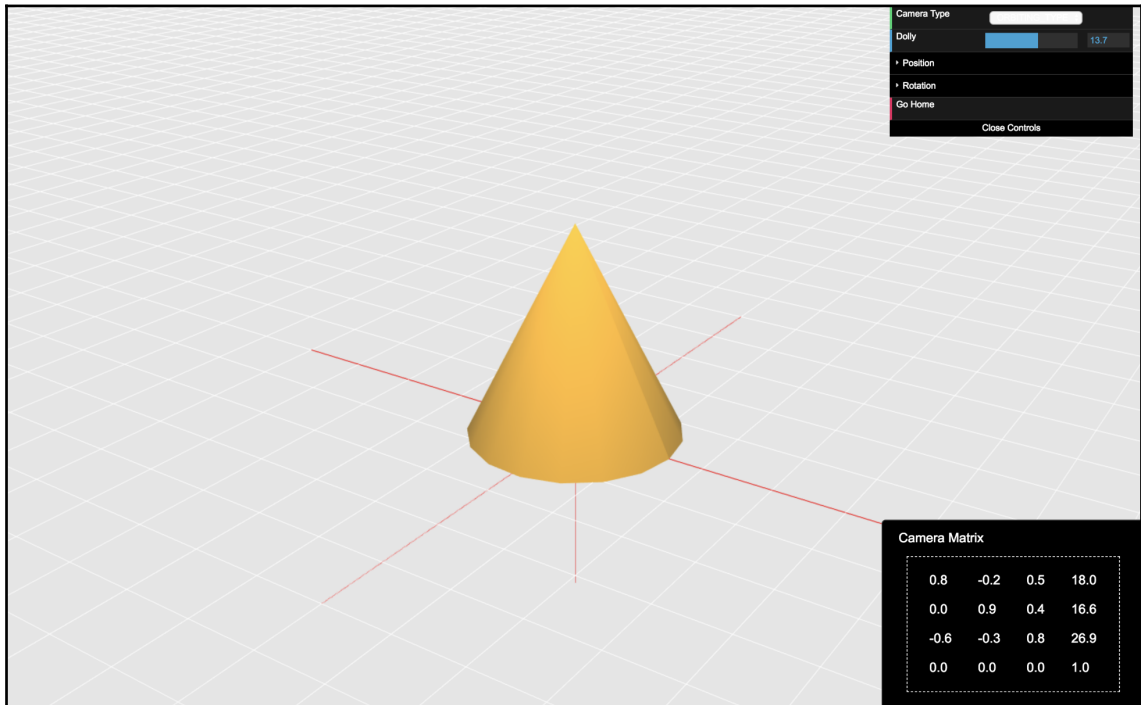 Camera Type
Dolly 13.7
Position
Rotation
Go Home
Close Controls
Camera Matrix
0.8 -0.2 0.5 18.0
0.0 0.9 0.4 16.6
-0.6 -0.3 0.8 26.9
0.0 0.0 0.0 1.0